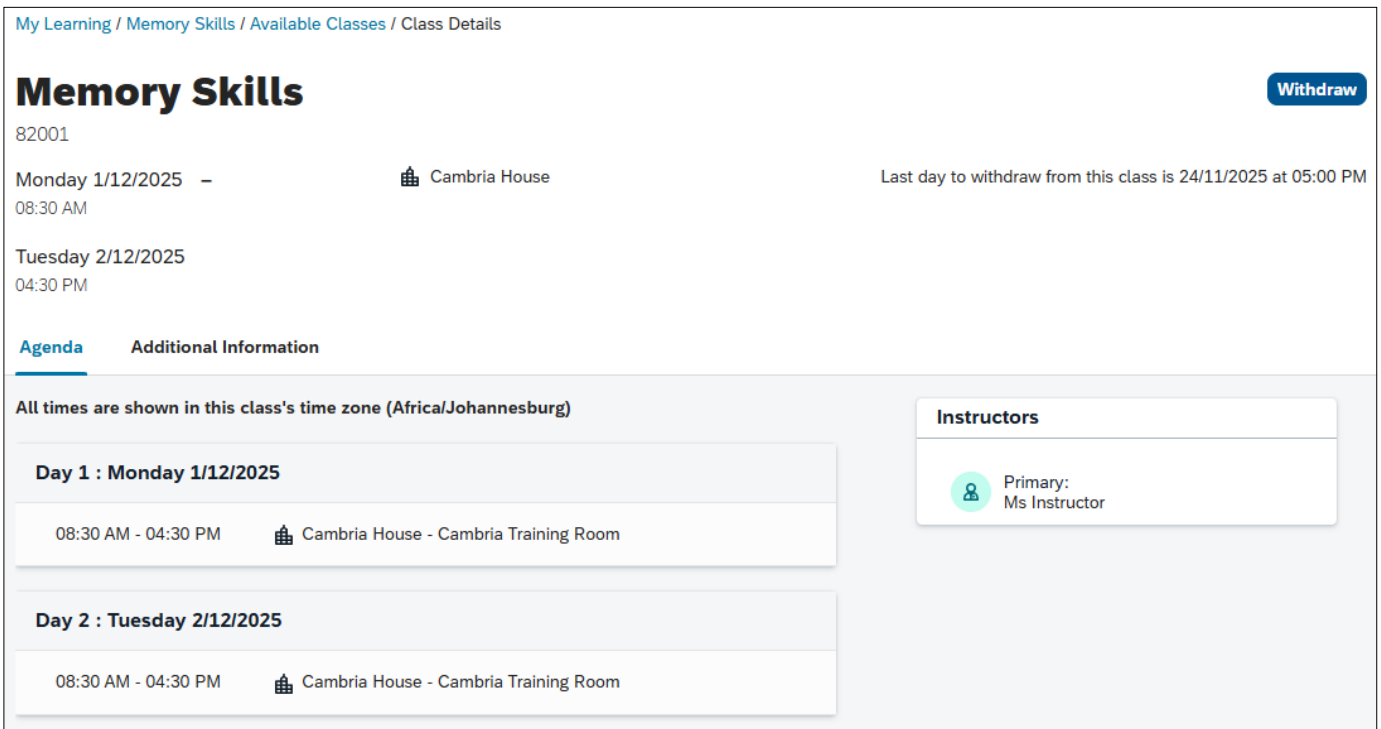 My Learning / Memory Skills / Available Classes / Class Details
Memory Skills
Withdraw
82001
Monday 1/12/2025 –
08:30 AM
Cambria House
Last day to withdraw from this class is 24/11/2025 at 05:00 PM
Tuesday 2/12/2025
04:30 PM
Agenda
Additional Information
All times are shown in this class's time zone (Africa/Johannesburg)
Day 1 : Monday 1/12/2025
08:30 AM - 04:30 PM
Cambria House - Cambria Training Room
Day 2 : Tuesday 2/12/2025
08:30 AM - 04:30 PM
Cambria House - Cambria Training Room
Instructors
Primary:
Ms Instructor